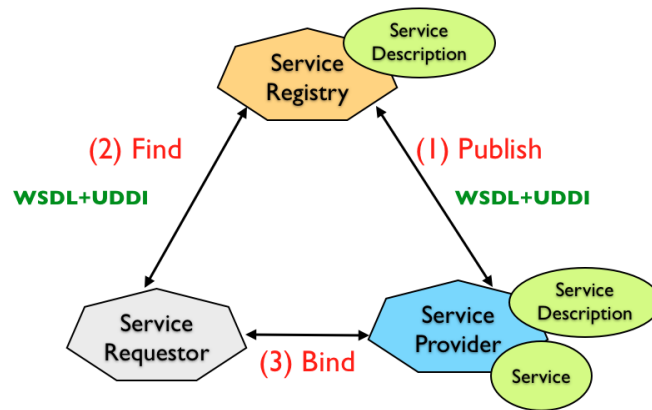 Service
Description
Service
Registry
(2) Find
(1) Publish
WSDL+UDDI
WSDL+UDDI
Service
Requestor
(3) Bind
Service
Provider
Service
Description
Service